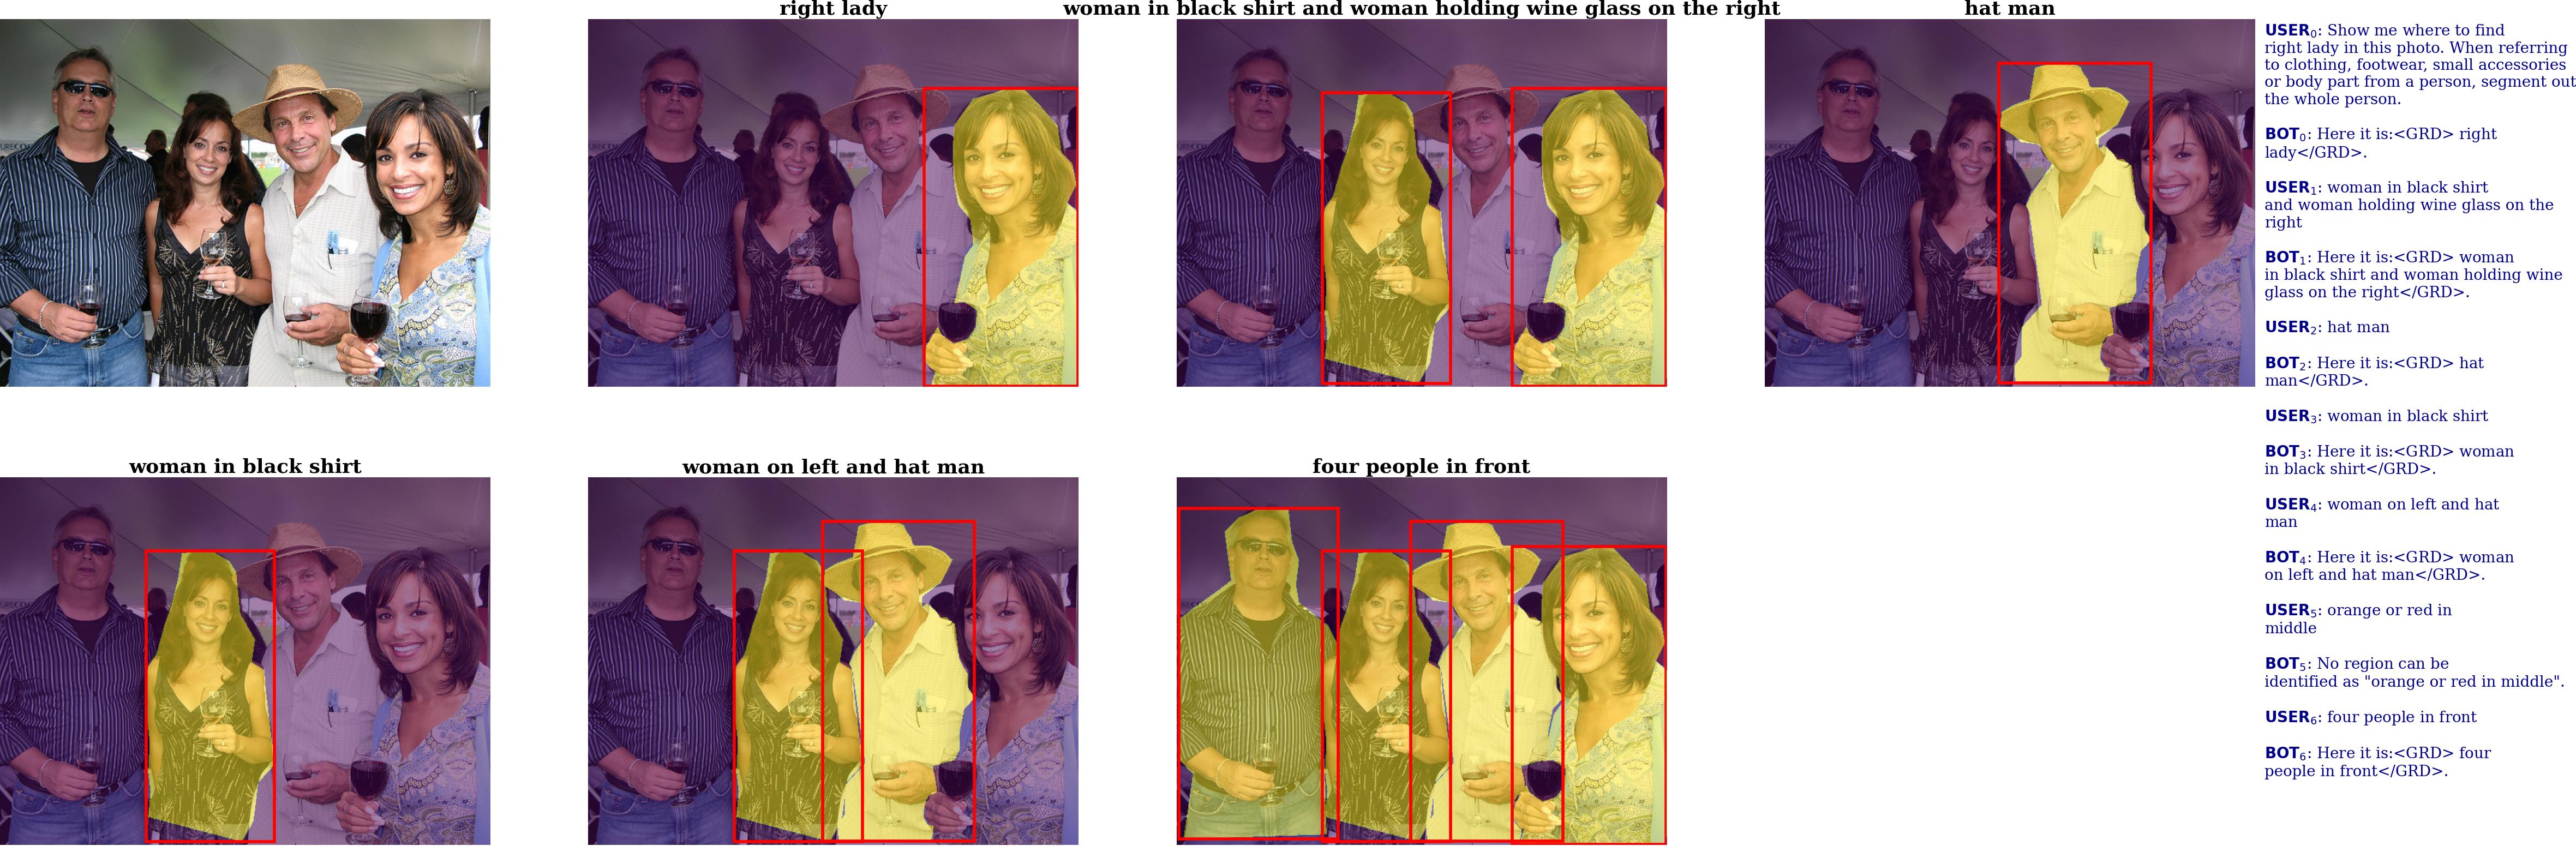 right lady
woman in black shirt and woman holding wine glass on the right
hat man
USER0: Show me where to find
right lady in this photo. When referring
to clothing, footwear, small accessories
or body part from a person, segment out
the whole person.
BOT0: Here it is:<GRD> right
lady</GRD>.
USER1: woman in black shirt
and woman holding wine glass on the
right
BOT1: Here it is:<GRD> woman
in black shirt and woman holding wine
glass on the right</GRD>.
USER2: hat man
BOT2: Here it is:<GRD> hat
man</GRD>.
USER3: woman in black shirt
BOT3: Here it is:<GRD> woman
in black shirt</GRD>.
USER4: woman on left and hat
man
BOT4: Here it is:<GRD> woman
on left and hat man</GRD>.
USER5: orange or red in
middle
BOT5: No region can be
identified as "orange or red in middle".
USER6: four people in front
BOT6: Here it is:<GRD> four
people in front</GRD>.
woman in black shirt
woman on left and hat man
four people in front